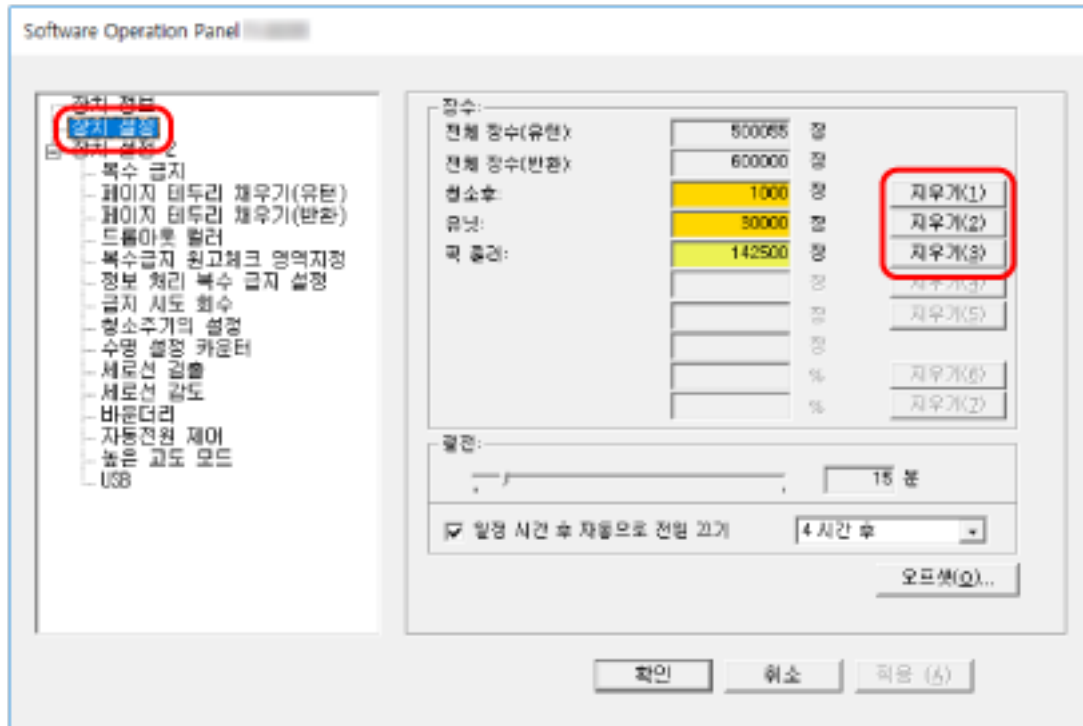 Software Operation Panel
장치 정보
장치 설정
장치 설정 2
복수 급지
페이지 테두리 채우기(유텬)
페이지 테두리 채우기(반환)
드롭아웃 컬러
복수급지 원고체크 영역지정
정보 처리 복수 급지 설정
급지 시도 회수
청소주기의 설정
수명 설정 카운터
세로선 검출
세로선 감도
바운더리
자동전원 제어
높은 고도 모드
USB
장수:
전체 장수(유텬): 500055 장
전체 장수(반환): 600000 장
청소후: 1000 장 지우기(1)
유닛: 30000 장 지우기(2)
픽 롤러: 142500 장 지우기(3)
장 지우기(4)
장 지우기(5)
장
% 지우기(6)
% 지우기(7)
절전:
15 분
일정 시간 후 자동으로 전원 끄기 4 시간 후
오프셋(O)...
확인 취소 적용 (A)